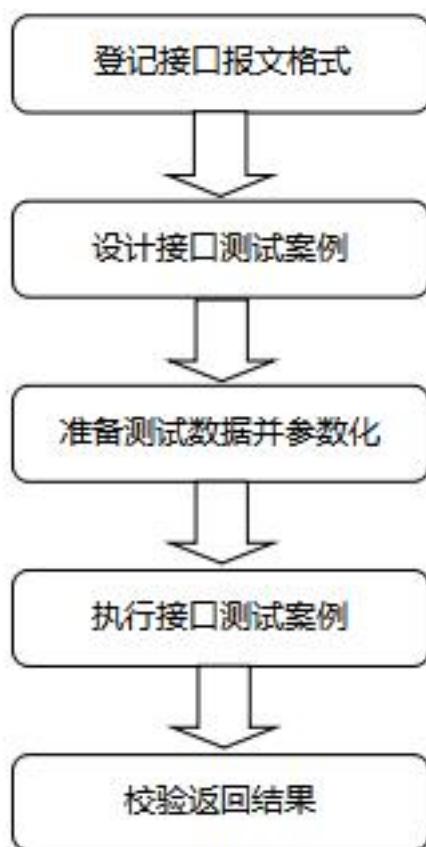 登记接口报文格式
设计接口测试案例
准备测试数据并参数化
执行接口测试案例
校验返回结果